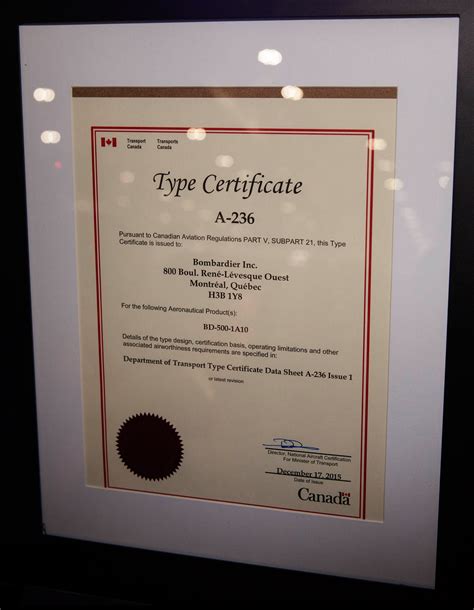 Transport Transports
Canada Canada
Type Certificate
A-236
Pursuant to Canadian Aviation Regulations PART V, SUBPART 21, this Type
Certificate is issued to:
Bombardier Inc.
800 Boul. René-Lévesque Ouest
Montréal, Québec
H3B 1Y8
For the following Aeronautical Product(s):
BD-500-1A10
Details of the type design, certification basis, operating limitations and other
associated airworthiness requirements are specified in:
Department of Transport Type Certificate Data Sheet A-236 Issue 1
or latest revision
Director, National Aircraft Certification
For Minister of Transport
December 17, 2015
Date of Issue
Canada